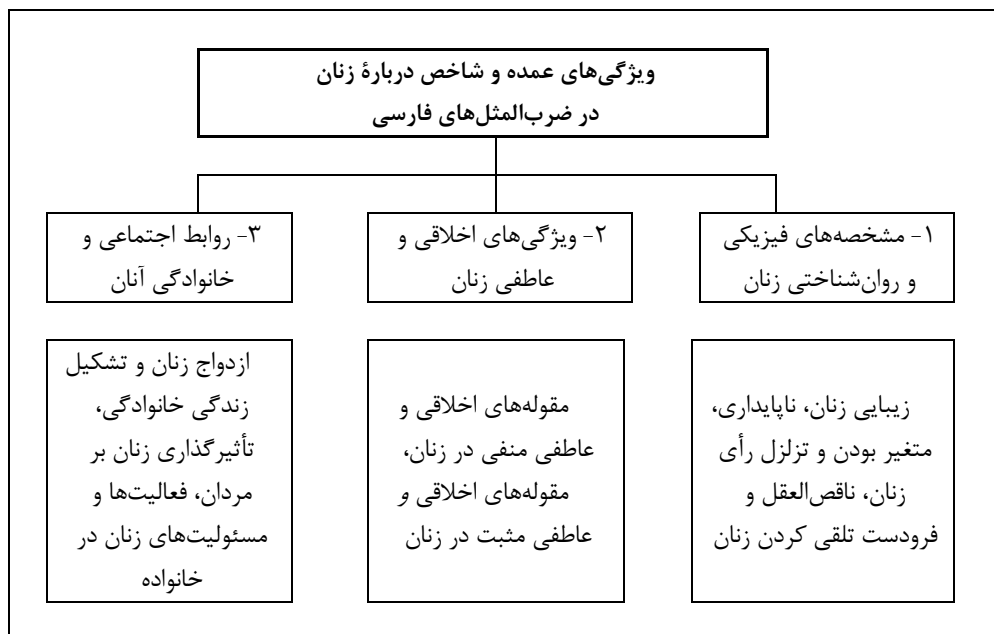 ویژگی‌های عمده و شاخص دربارهٔ زنان
در ضرب‌المثل‌های فارسی
۱- مشخصه‌های فیزیکی
و روان‌شناختی زنان
۲- ویژگی‌های اخلاقی و
عاطفی زنان
۳- روابط اجتماعی و
خانوادگی آنان
زیبایی زنان، ناپایداری،
متغیر بودن و تزلزل رأی
زنان، ناقص‌العقل و
فرودست تلقی کردن زنان
مقوله‌های اخلاقی و
عاطفی منفی در زنان،
مقوله‌های اخلاقی و
عاطفی مثبت در زنان
ازدواج زنان و تشکیل
زندگی خانوادگی،
تأثیرگذاری زنان بر
مردان، فعالیت‌ها و
مسئولیت‌های زنان در
خانواده